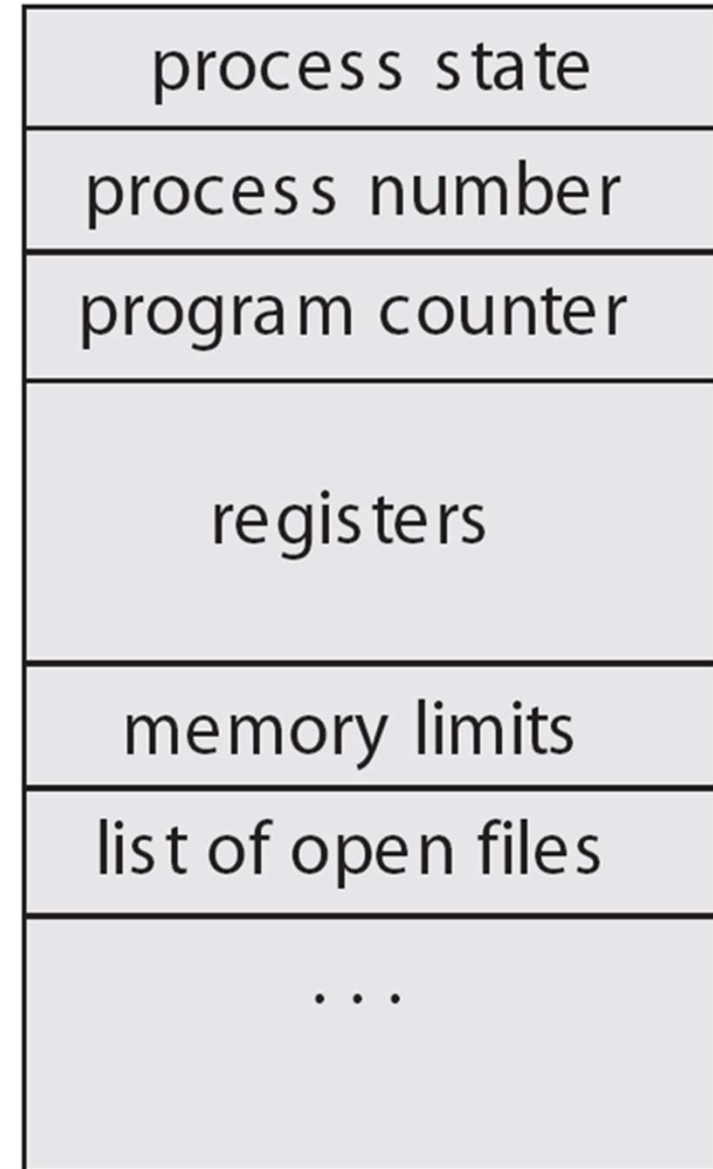 process state
process number
program counter
registers
memory limits
list of open files
. . .